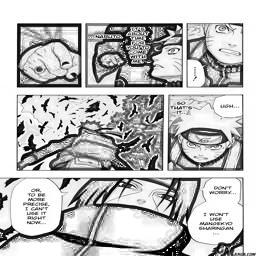 IT'S
WITH
NARUTO...
UGH...
SO
THAT'S...
DON'T
WORRY...
...
I WON'T
USE
MANGEKYO
SHARINGAN.
...
OR,
TO BE
MORE
PRECISE,
I CAN'T
USE IT
RIGHT
NOW...